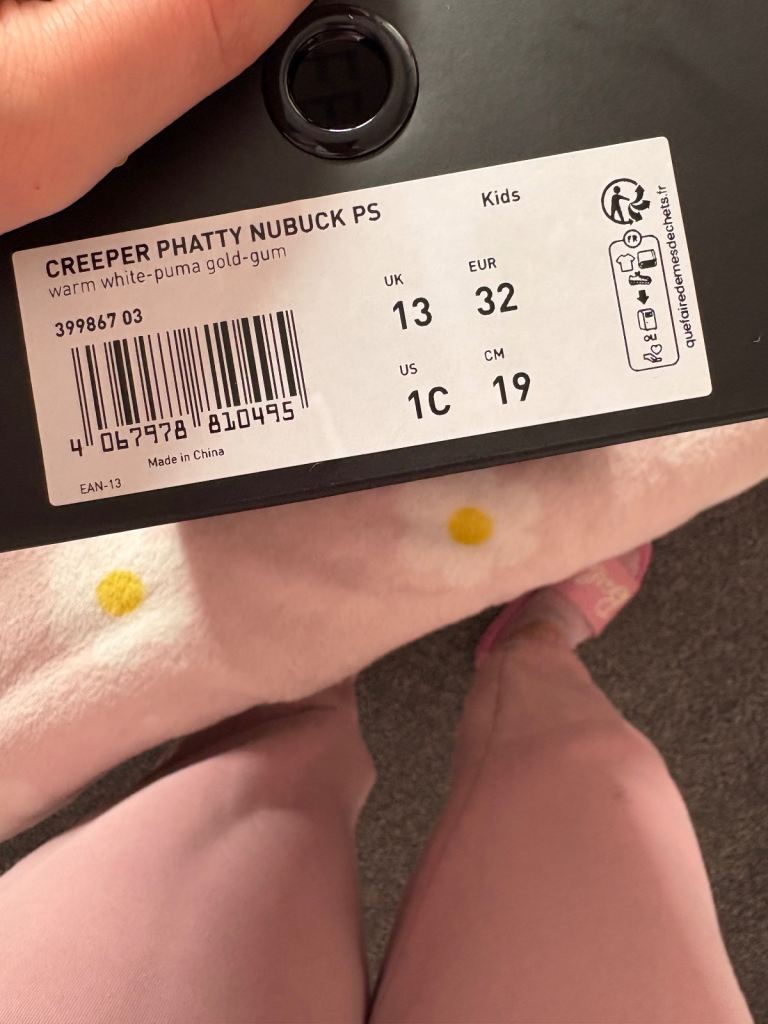 CREEPER PHATTY NUBUCK PS
warm white-puma gold-gum
Kids
399867 03
UK
13
EUR
32
US
1C
CM
19
4 067978 810495
Made in China
EAN-13
FR
quefairedemesdechets.fr